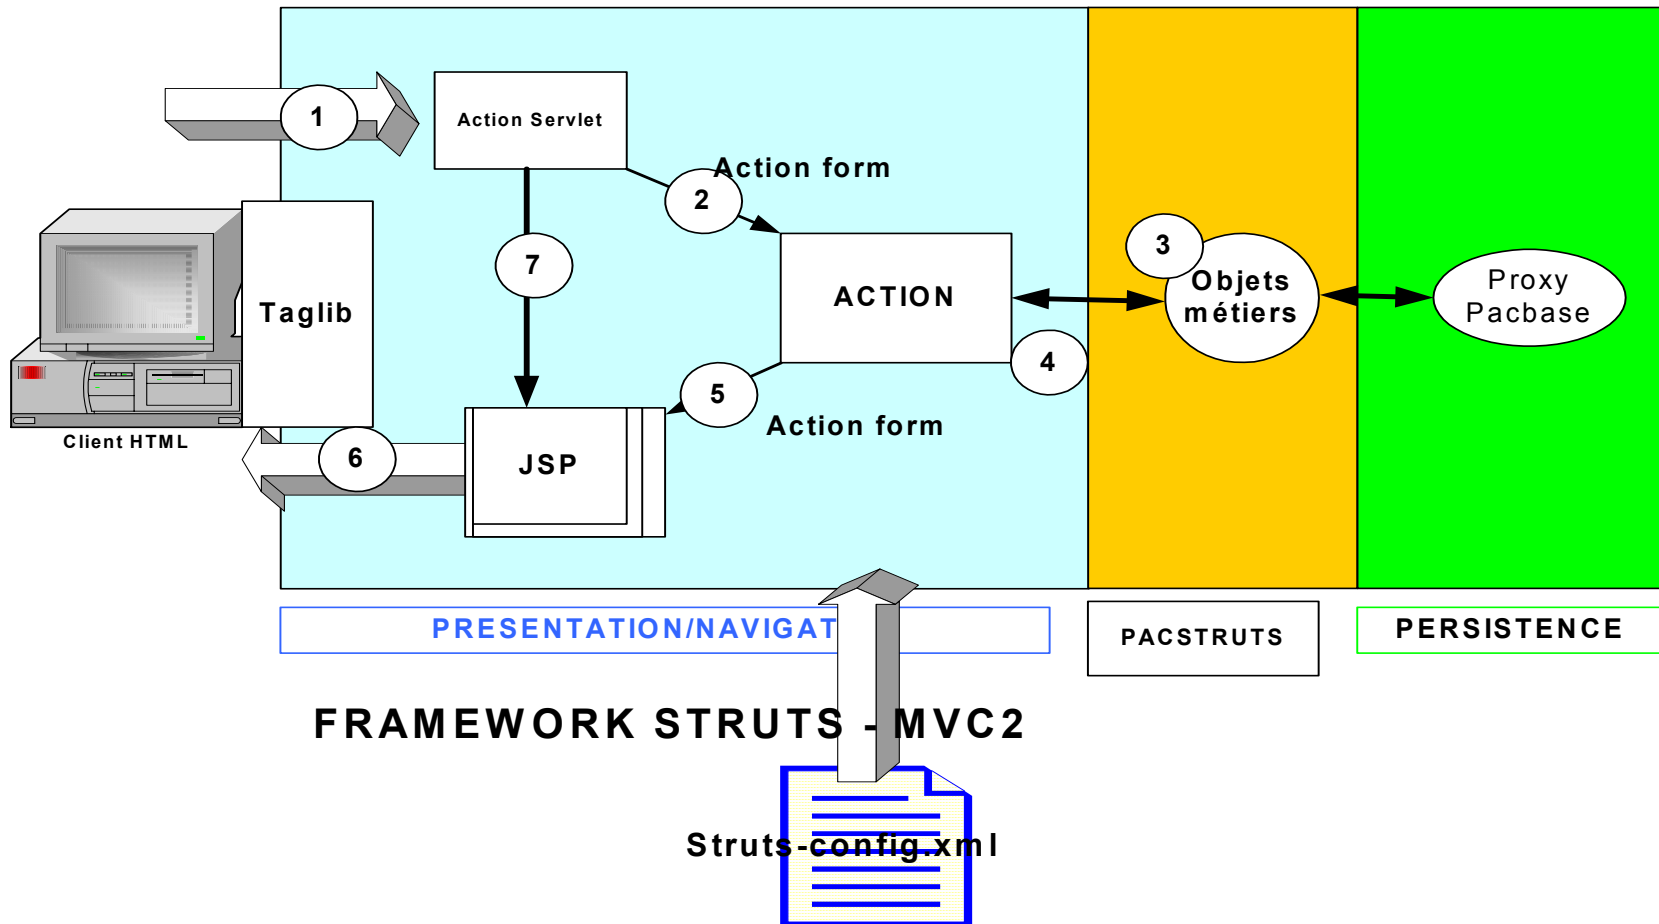 1
Action Servlet
Action form
2
Taglib
7
ACTION
3
Objets
métiers
Proxy
Pacbase
4
5
Action form
Client HTML
6
JSP
PRESENTATION/NAVIGAT
PACSTRUTS
PERSISTENCE
FRAMEWORK STRUTS - MVC2
Struts-config.xml